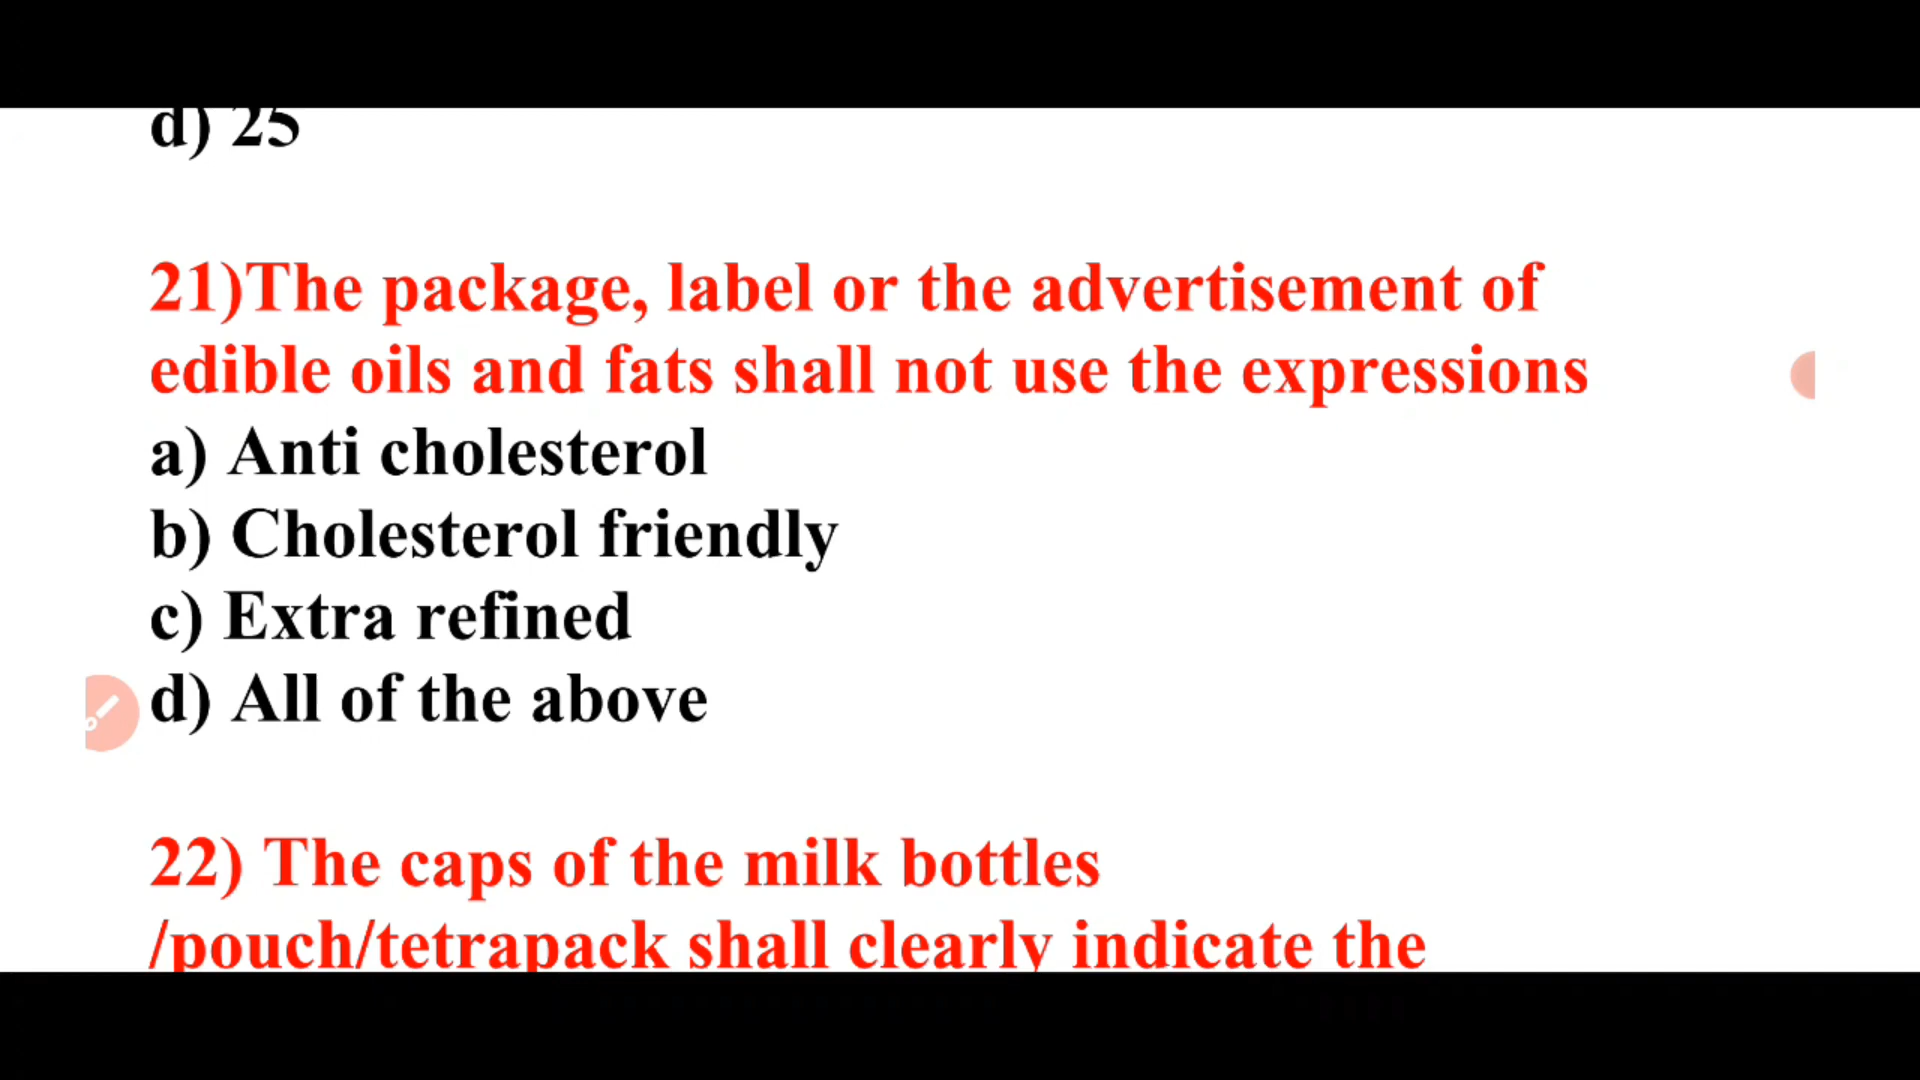 d) 25
21)The package, label or the advertisement of
edible oils and fats shall not use the expressions
a) Anti cholesterol
b) Cholesterol friendly
c) Extra refined
d) All of the above
22) The caps of the milk bottles
/pouch/tetrapack shall clearly indicate the